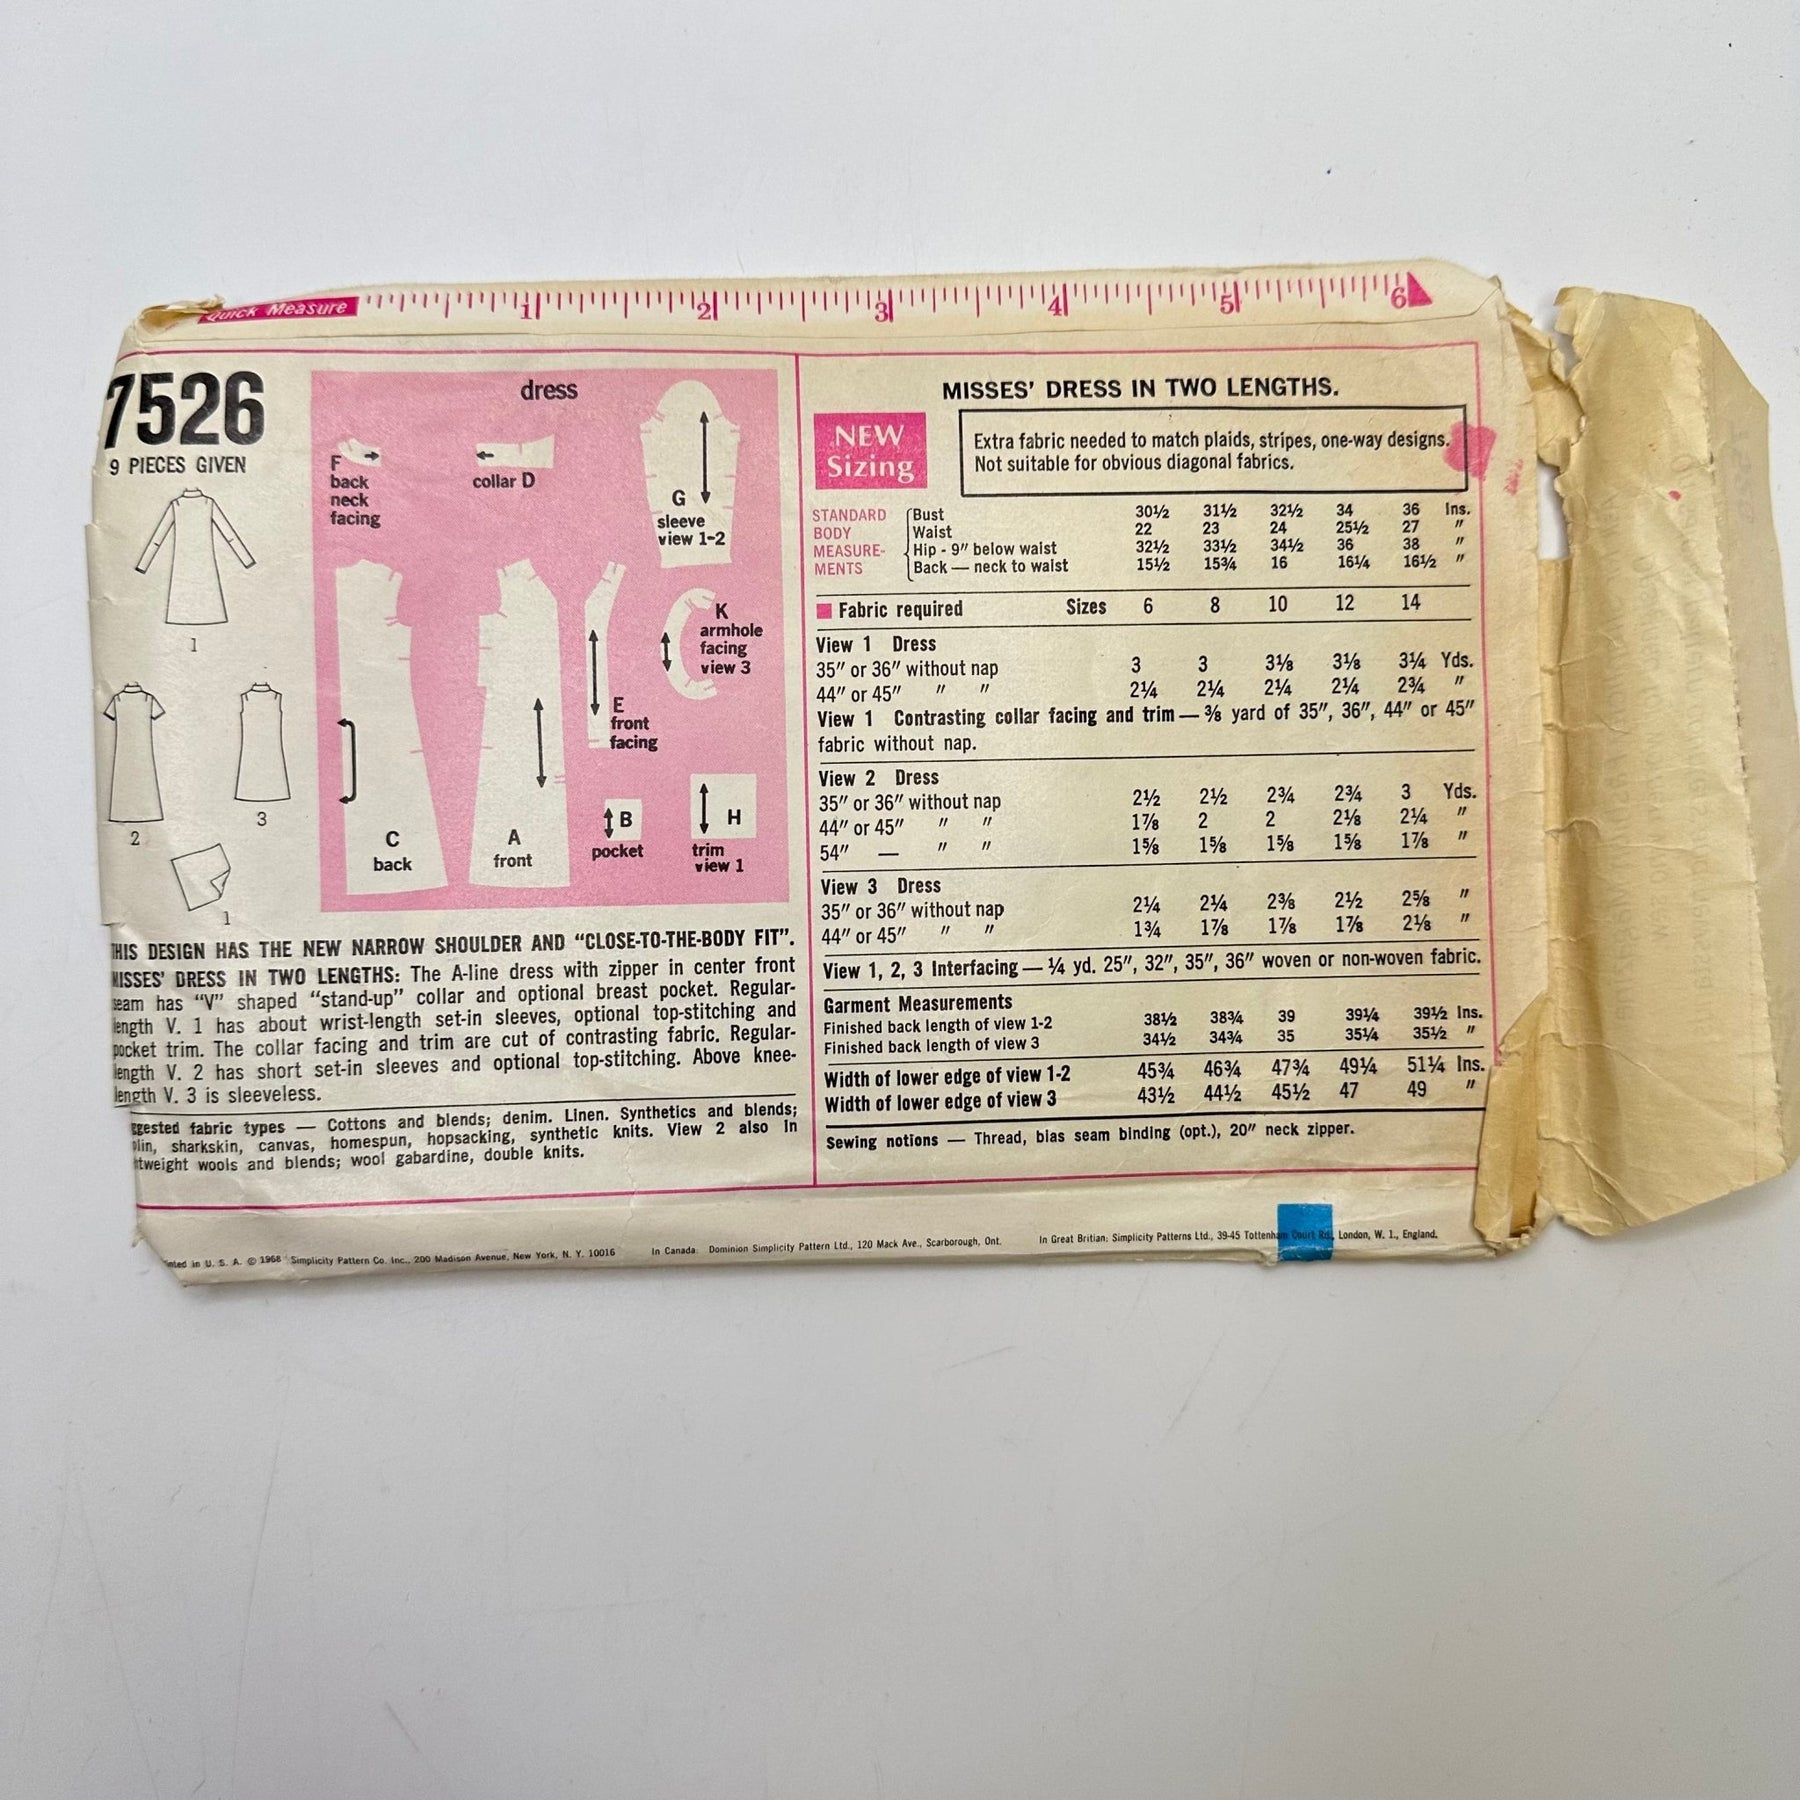 Quick Measure 1 2 3 4 5 6
7526
9 PIECES GIVEN
1
2
3
1
dress
F
back
neck
facing
collar D
G
sleeve
view 1-2
K
armhole
facing
view 3
E
front
facing
C
back
A
front
B
pocket
H
trim
view 1
THIS DESIGN HAS THE NEW NARROW SHOULDER AND “CLOSE-TO-THE-BODY FIT”.
MISSES’ DRESS IN TWO LENGTHS: The A-line dress with zipper in center front
seam has “V” shaped “stand-up” collar and optional breast pocket. Regular-
length V. 1 has about wrist-length set-in sleeves, optional top-stitching and
pocket trim. The collar facing and trim are cut of contrasting fabric. Regular-
length V. 2 has short set-in sleeves and optional top-stitching. Above knee-
length V. 3 is sleeveless.
ggested fabric types — Cottons and blends; denim. Linen. Synthetics and blends;
plin, sharkskin, canvas, homespun, hopsacking, synthetic knits. View 2 also in
tweight wools and blends; wool gabardine, double knits.
MISSES’ DRESS IN TWO LENGTHS.
NEW
Sizing
Extra fabric needed to match plaids, stripes, one-way designs.
Not suitable for obvious diagonal fabrics.
STANDARD Bust 30½ 31½ 32½ 34 36 Ins.
BODY Waist 22 23 24 25½ 27 "
MEASURE- Hip - 9" below waist 32½ 33½ 34½ 36 38 "
MENTS Back — neck to waist 15½ 15¾ 16 16¼ 16½ "
Fabric required Sizes 6 8 10 12 14
View 1 Dress
35" or 36" without nap 3 3 3⅛ 3⅛ 3¼ Yds.
44" or 45" " " 2¼ 2¼ 2¼ 2¼ 2¾ "
View 1 Contrasting collar facing and trim — ⅜ yard of 35", 36", 44" or 45"
fabric without nap.
View 2 Dress
35" or 36" without nap 2½ 2½ 2¾ 2¾ 3 Yds.
44" or 45" " " 1⅞ 2 2 2⅛ 2¼ "
54" — " " 1⅝ 1⅝ 1⅝ 1⅝ 1⅞ "
View 3 Dress
35" or 36" without nap 2¼ 2¼ 2⅜ 2½ 2⅝ "
44" or 45" " " 1¾ 1⅞ 1⅞ 1⅞ 2⅛ "
View 1, 2, 3 Interfacing — ¼ yd. 25", 32", 35", 36" woven or non-woven fabric.
Garment Measurements
Finished back length of view 1-2 38½ 38¾ 39 39¼ 39½ Ins.
Finished back length of view 3 34½ 34¾ 35 35¼ 35½ "
Width of lower edge of view 1-2 45¾ 46¾ 47¾ 49¼ 51¼ Ins.
Width of lower edge of view 3 43½ 44½ 45½ 47 49 "
Sewing notions — Thread, bias seam binding (opt.), 20" neck zipper.
inted in U. S. A. © 1968 Simplicity Pattern Co. Inc., 200 Madison Avenue, New York, N. Y. 10016 In Canada: Dominion Simplicity Pattern Ltd., 120 Mack Ave., Scarborough, Ont. In Great Britian: Simplicity Patterns Ltd., 39-45 Tottenham Court Rd., London, W. 1., England.